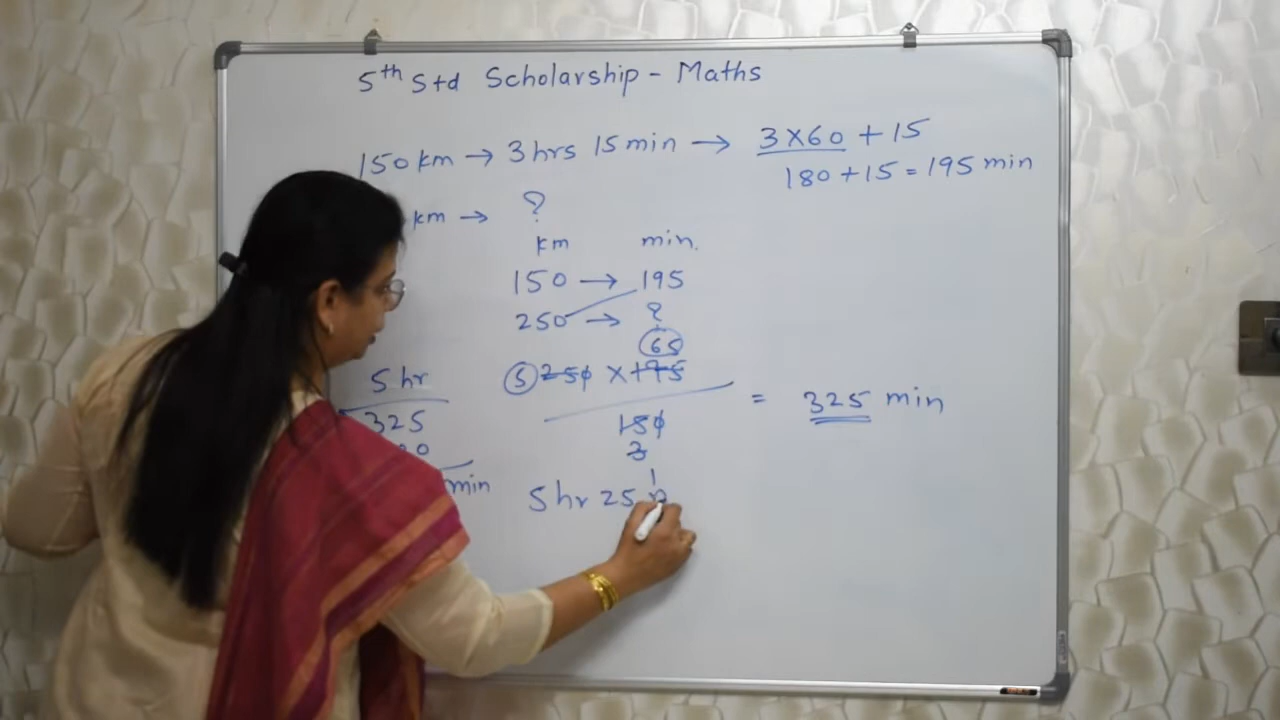 5th Std Scholarship - Maths
150 km → 3 hrs 15 min → 3 x 60 + 15
180 + 15 = 195 min
km → ?
km min.
150 → 195
250 → ?
65
5 250 x 195
150
3
= 325 min
5 hr
325
min
5 hr 25